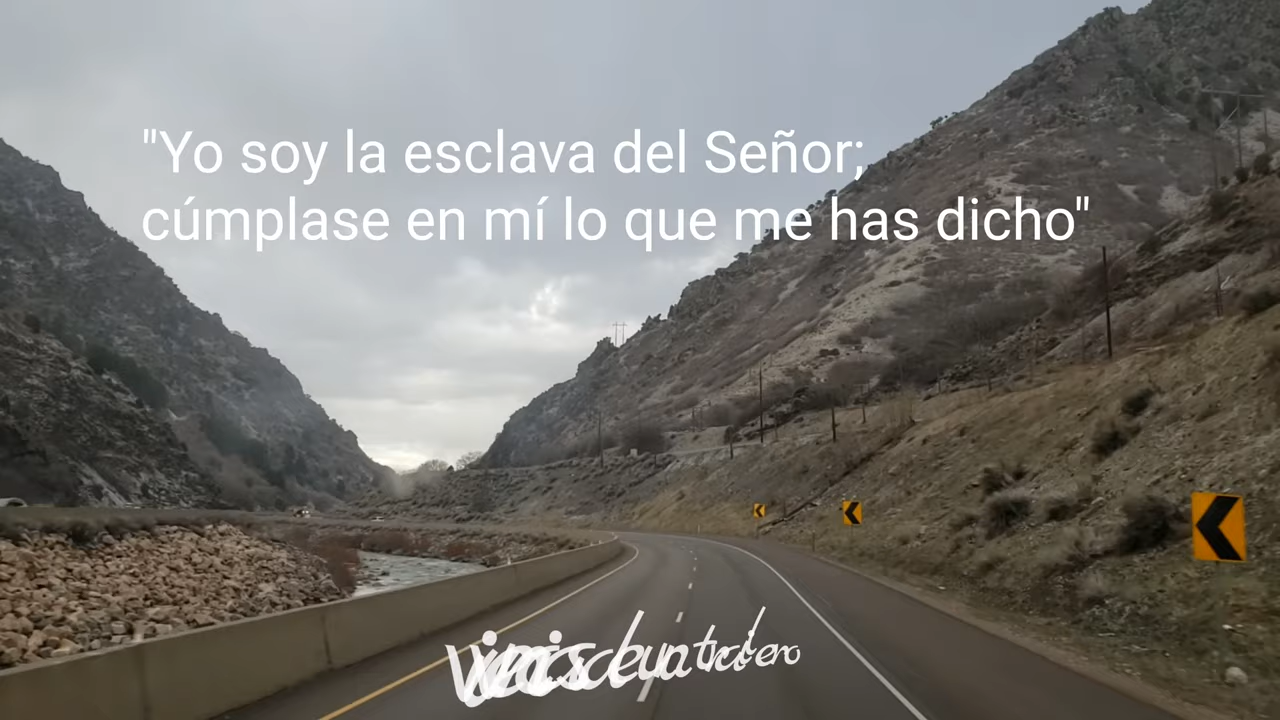 "Yo soy la esclava del Señor;
cúmplase en mí lo que me has dicho"